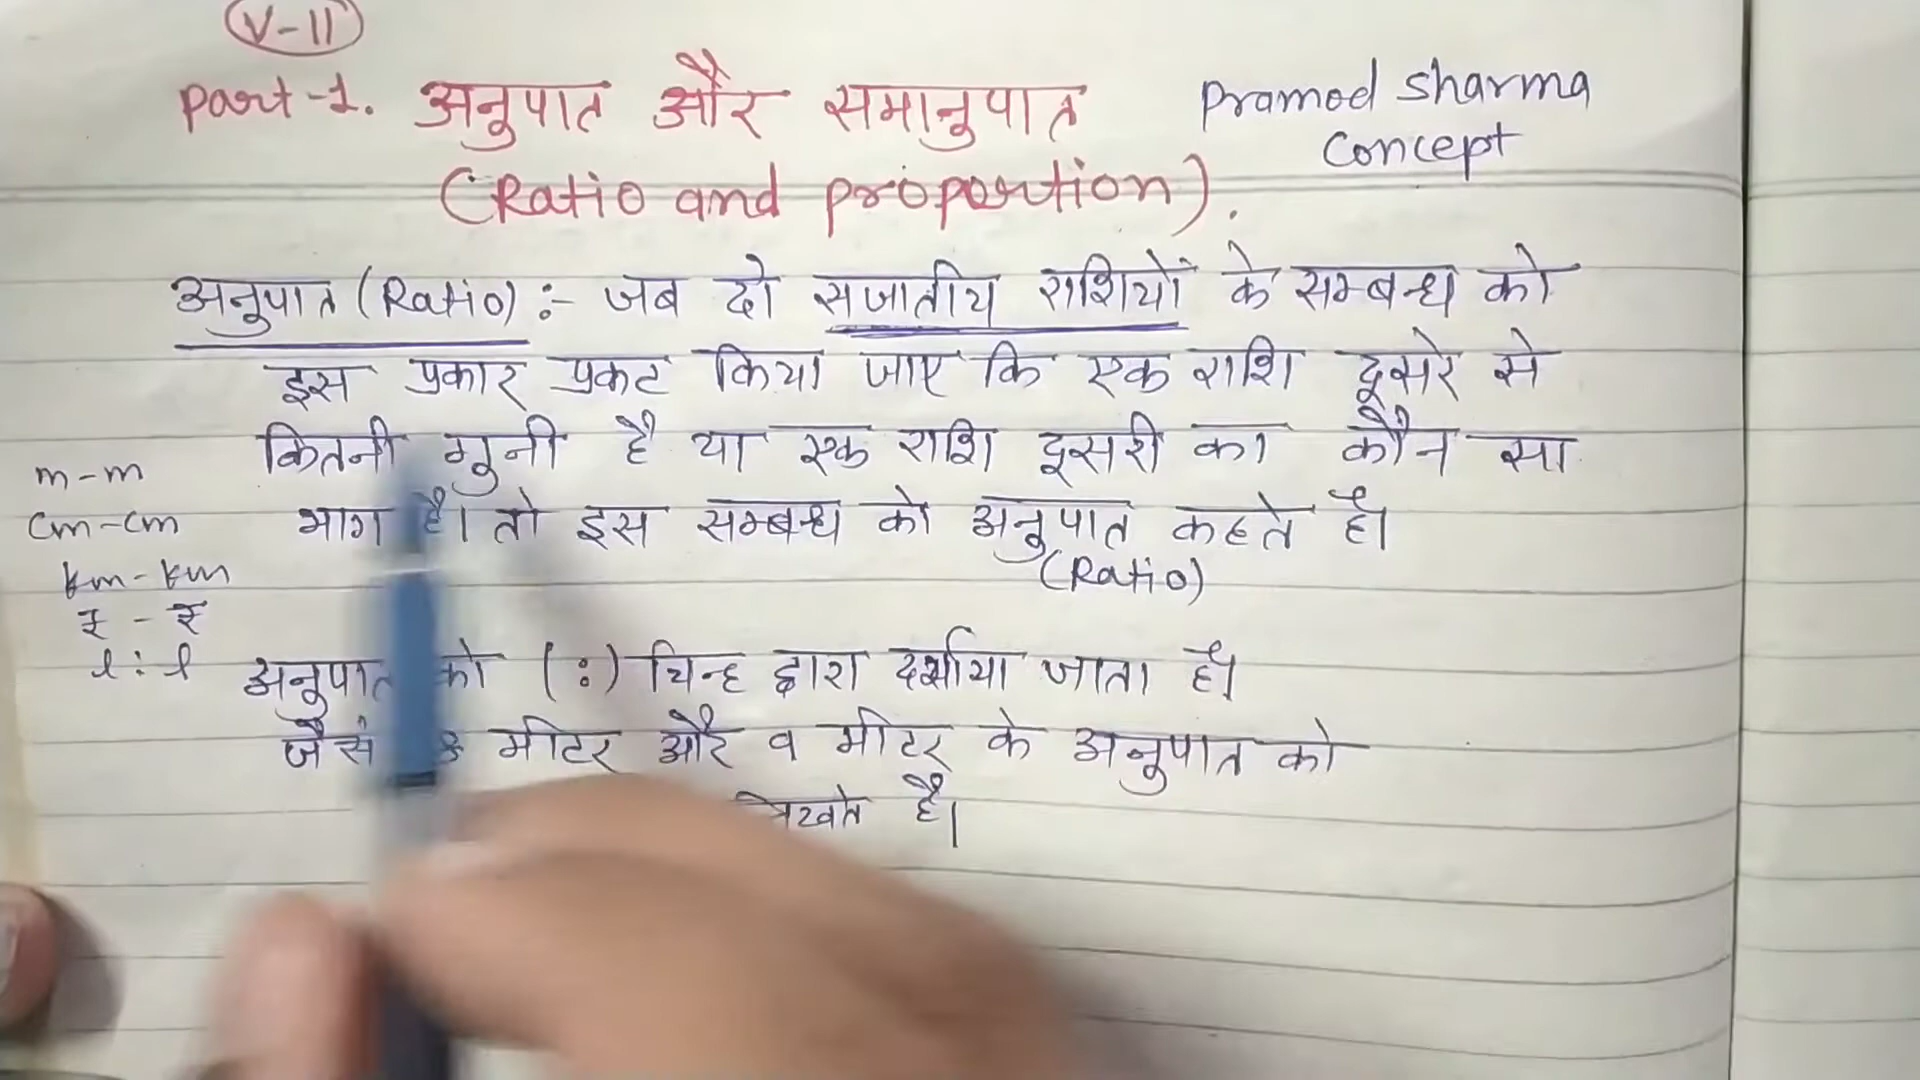 V-11
Part-1. अनुपात और समानुपात
Pramod Sharma
Concept
(Ratio and proportion).
अनुपात (Ratio) :- जब दो सजातीय राशियों के सम्बन्ध को
इस प्रकार प्रकट किया जाए कि एक राशि दूसरे से
कितनी गुनी है या एक राशि दूसरी का कौन सा
भाग है। तो इस सम्बन्ध को अनुपात कहते है।
(Ratio)
m-m
cm-cm
km-km
₹ - ₹
l : l
अनुपात को (:) चिन्ह द्वारा दर्शाया जाता है।
जैसे मीटर और व मीटर के अनुपात को
है।